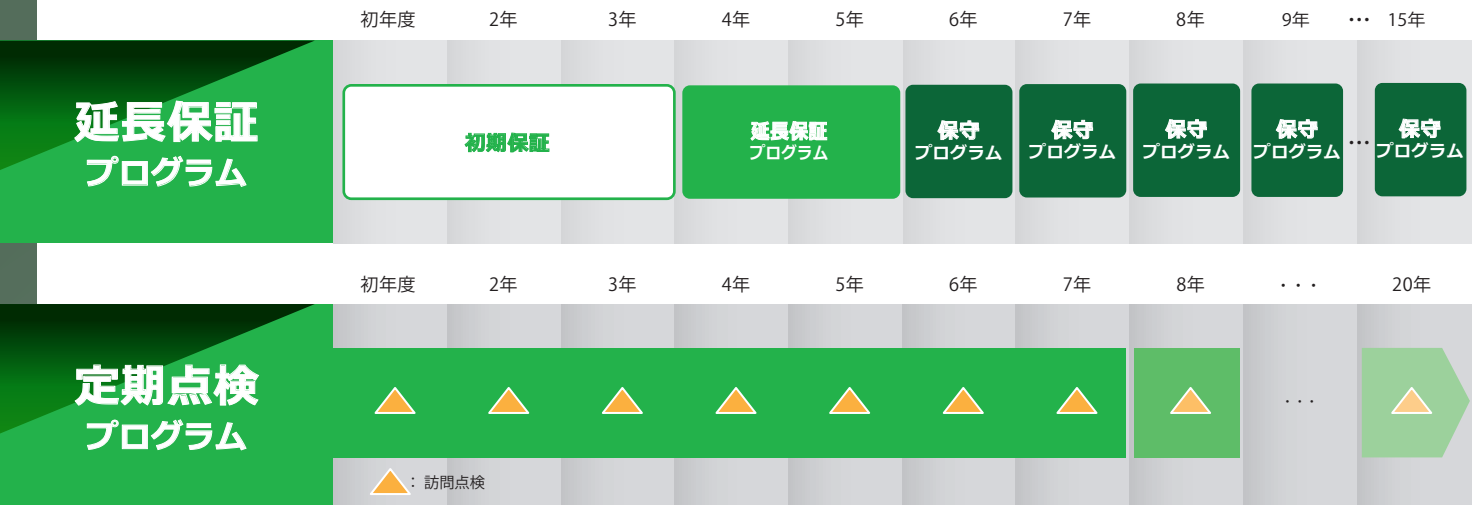 初年度 2年 3年 4年 5年 6年 7年 8年 9年 ・・・ 15年
延長保証
プログラム
初期保証
延長保証
プログラム
保守
プログラム
保守
プログラム
保守
プログラム
保守
プログラム
・・・
保守
プログラム
初年度 2年 3年 4年 5年 6年 7年 8年 ・・・ 20年
定期点検
プログラム
・・・
：訪問点検